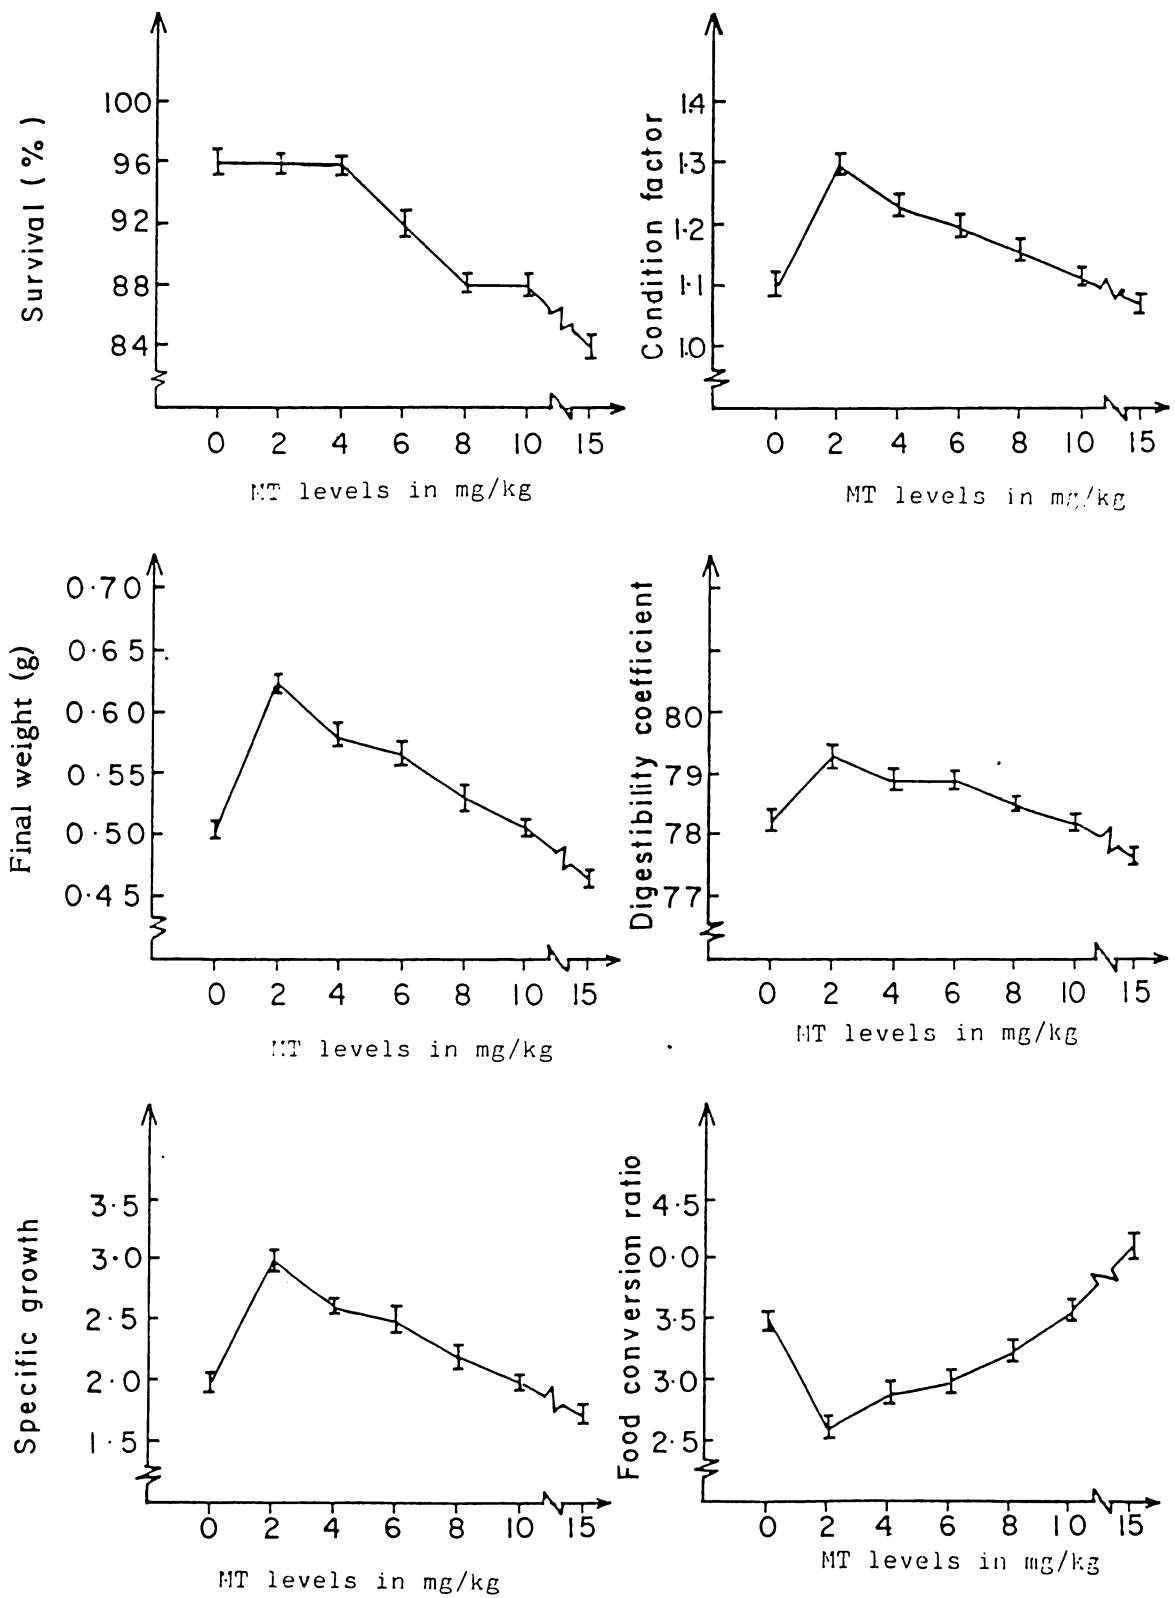 Survival (%)
100
96
92
88
84
0 2 4 6 8 10 15
MT levels in mg/kg
Condition factor
1.4
1.3
1.2
1.1
1.0
0 2 4 6 8 10 15
MT levels in mg/kg
Final weight (g)
0.70
0.65
0.60
0.55
0.50
0.45
0 2 4 6 8 10 15
MT levels in mg/kg
Digestibility coefficient
80
79
78
77
0 2 4 6 8 10 15
MT levels in mg/kg
Specific growth
3.5
3.0
2.5
2.0
1.5
0 2 4 6 8 10 15
MT levels in mg/kg
Food conversion ratio
4.5
0.0
3.5
3.0
2.5
0 2 4 6 8 10 15
MT levels in mg/kg